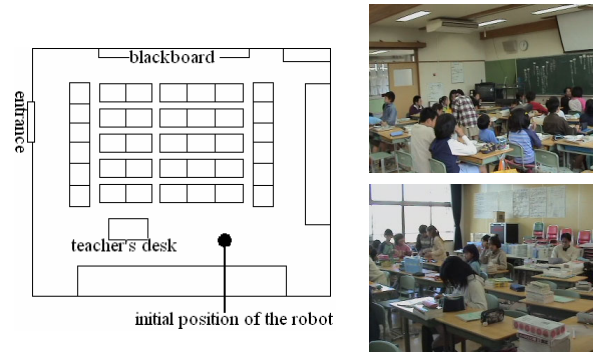 blackboard
entrance
teacher's desk
initial position of the robot